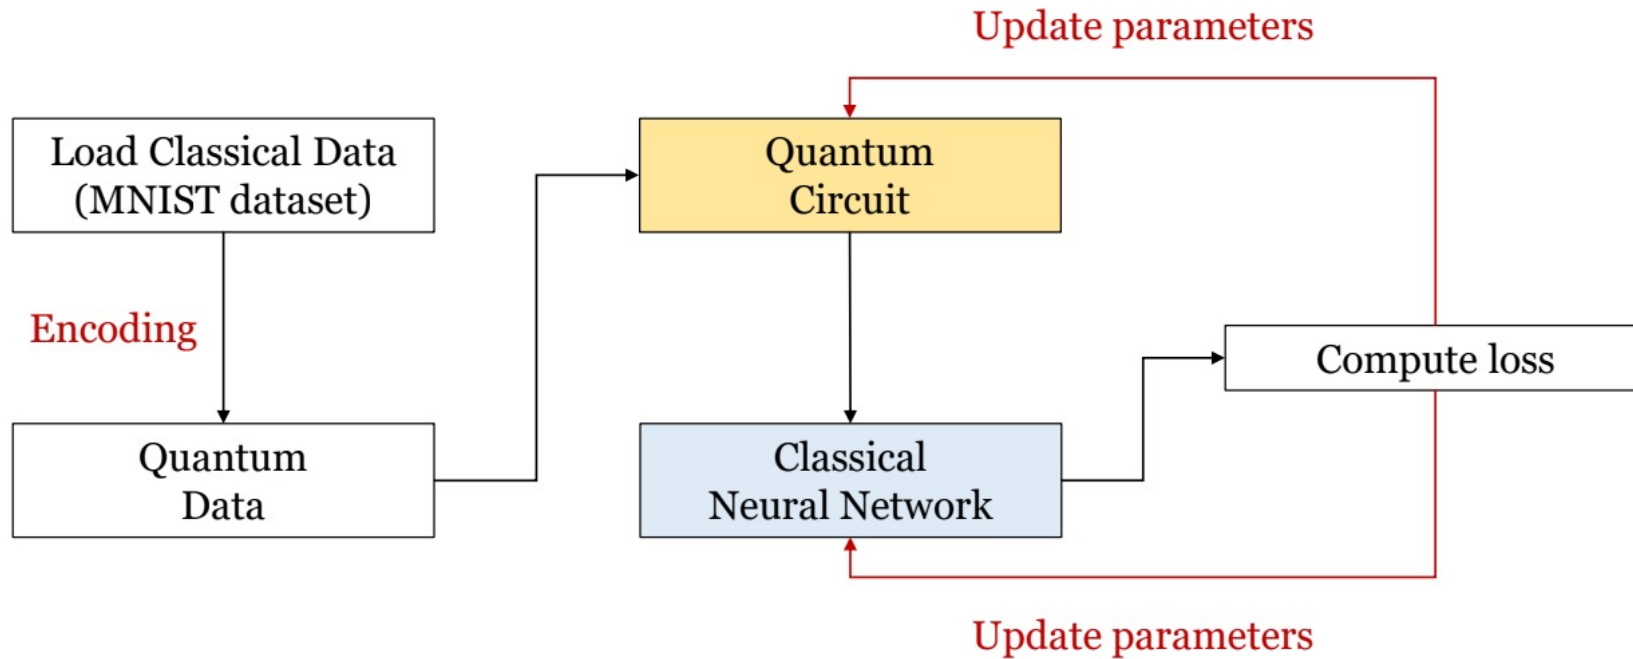 Update parameters
Load Classical Data
(MNIST dataset)
Quantum
Circuit
Encoding
Compute loss
Quantum
Data
Classical
Neural Network
Update parameters